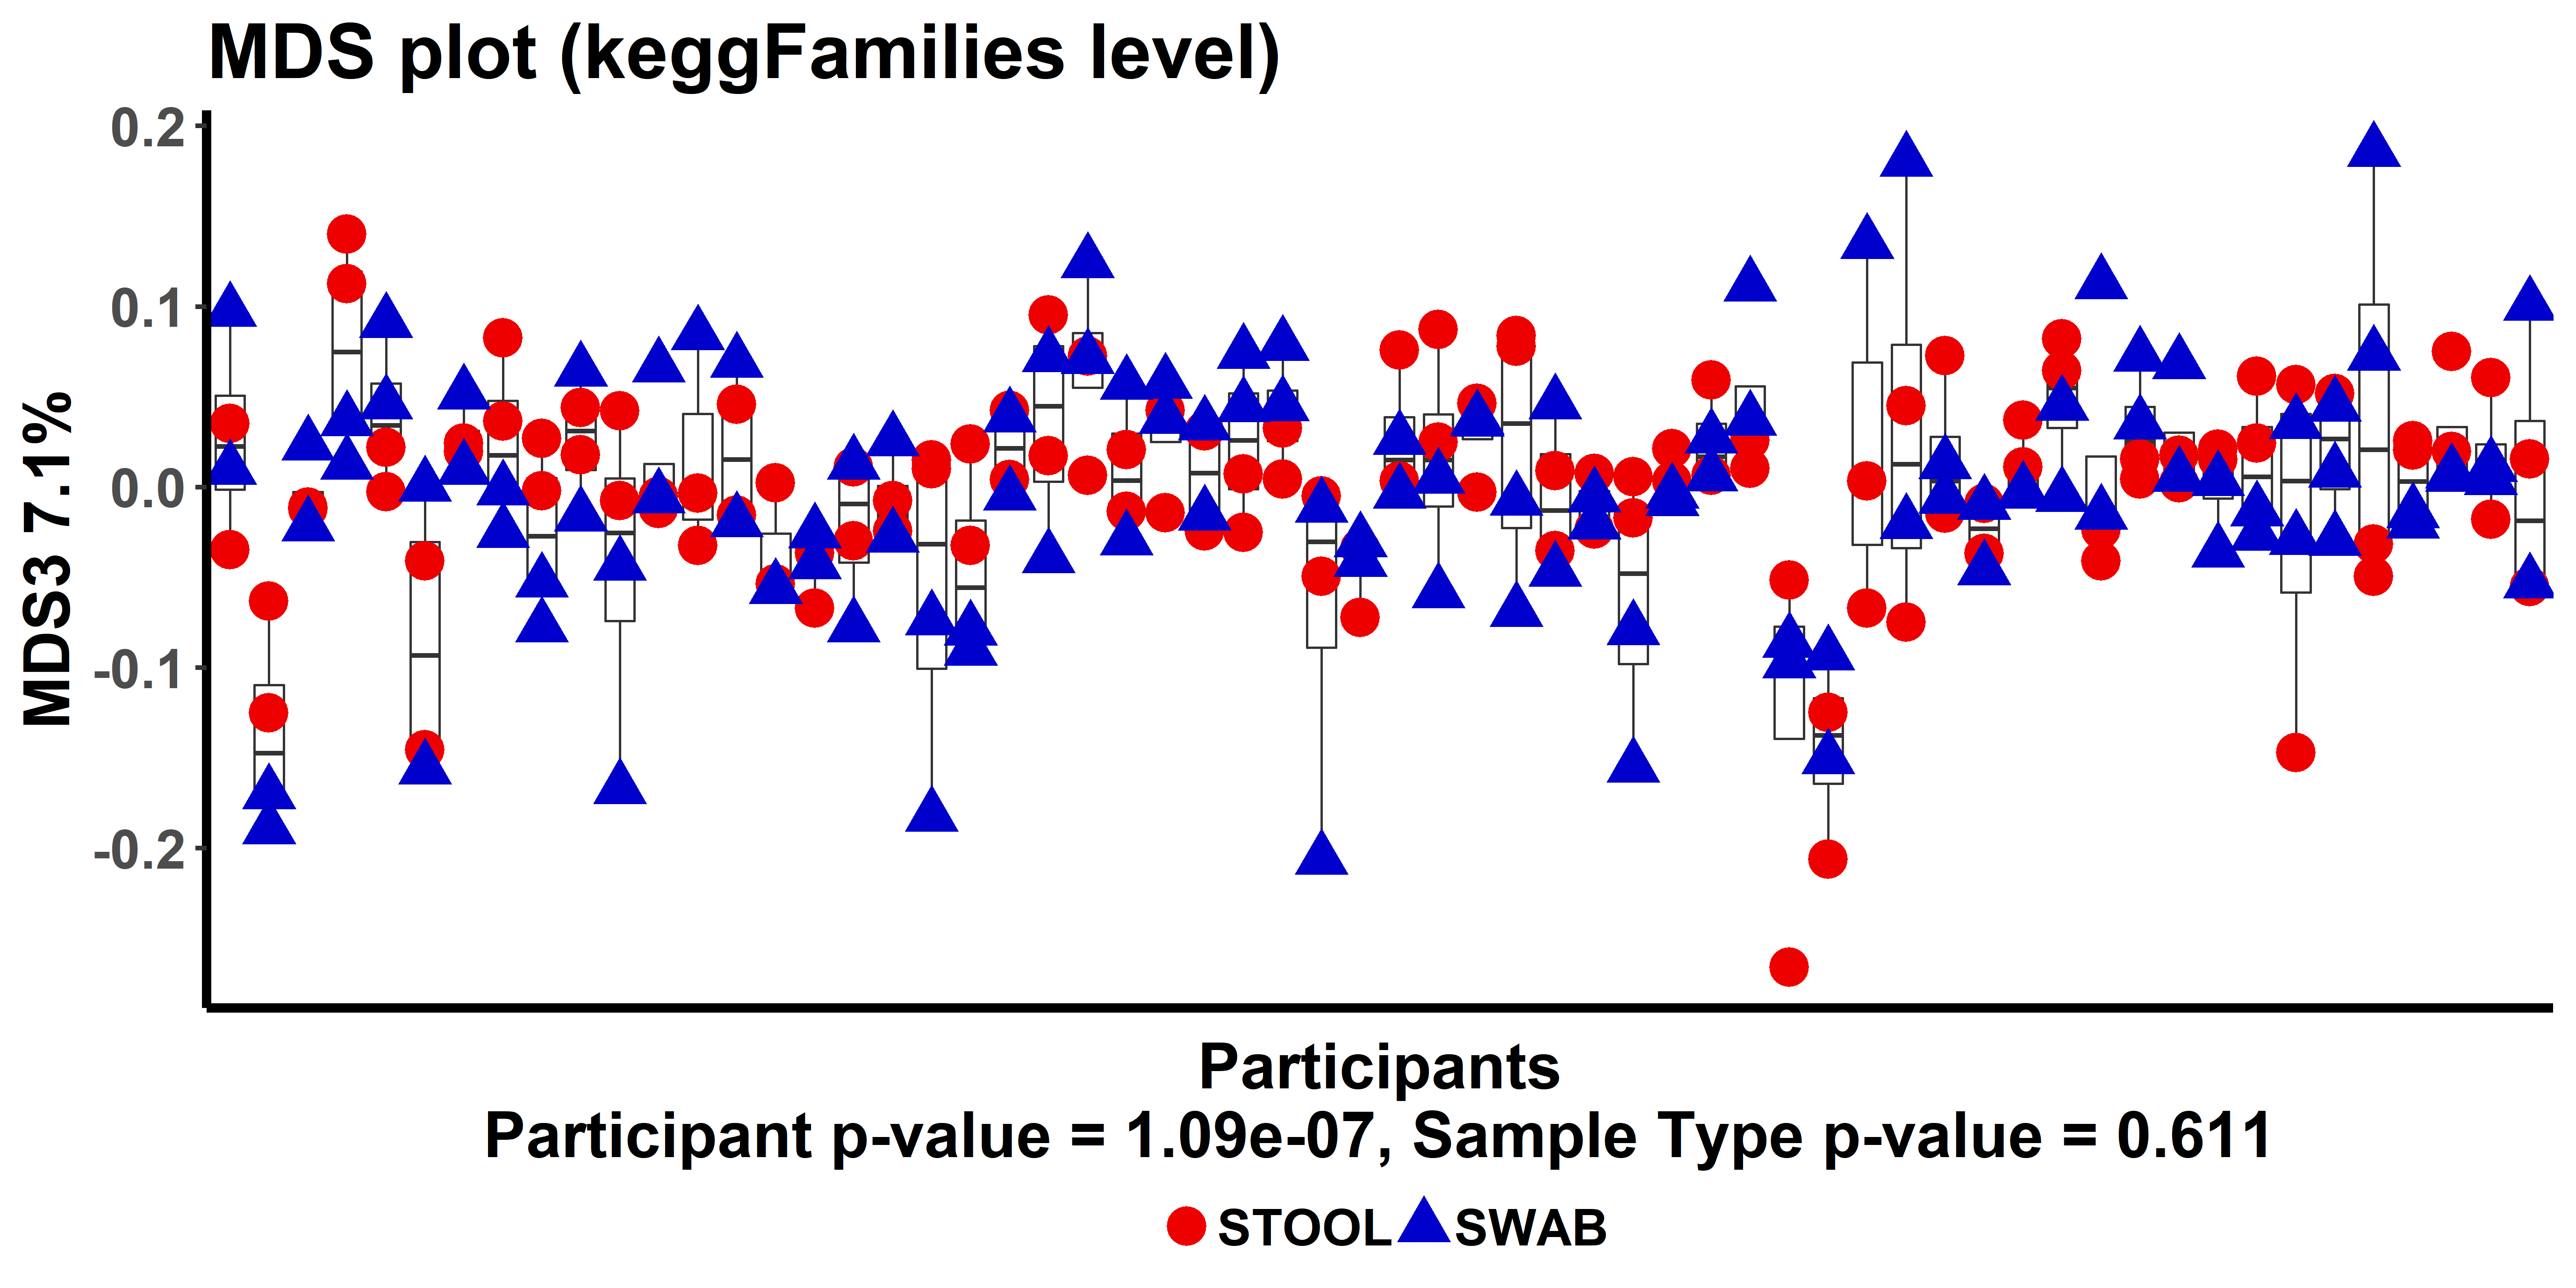 MDS plot (keggFamilies level)
MDS3 7.1%
0.2
0.1
0.0
-0.1
-0.2
Participants
Participant p-value = 1.09e-07, Sample Type p-value = 0.611
STOOL SWAB